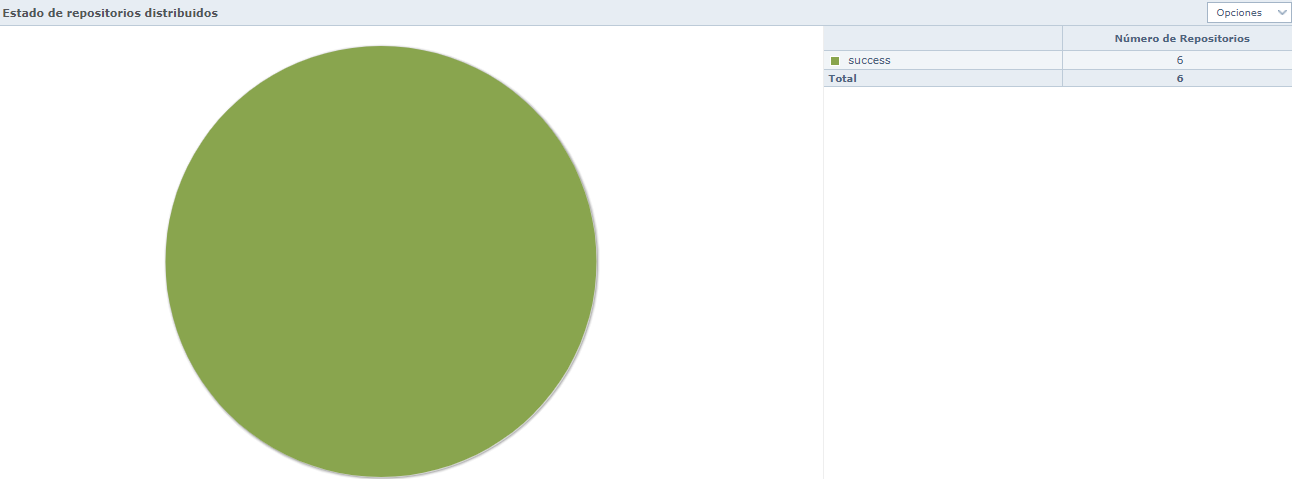 Estado de repositorios distribuidos
Opciones
Número de Repositorios
success 6
Total 6